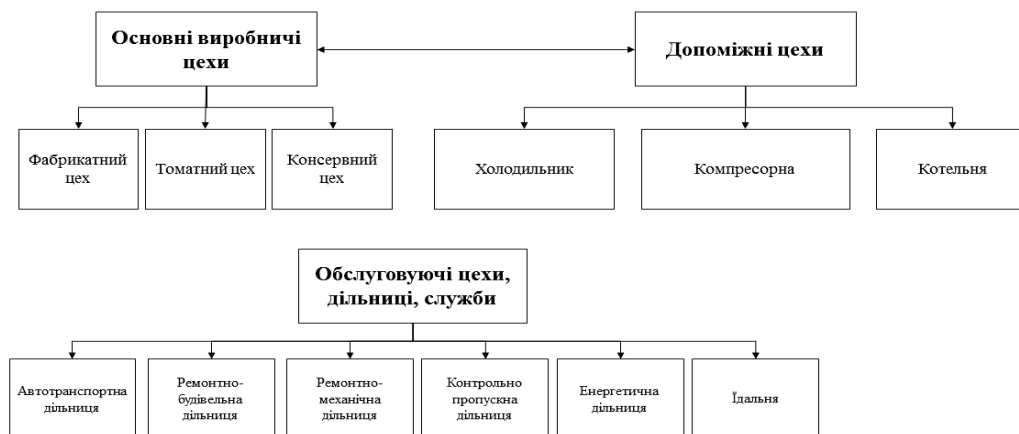 Основні виробничі
цехи
Допоміжні цехи
Фабрикатний
цех
Томатний цех
Консервний
цех
Холодильник
Компресорна
Котельня
Обслуговуючі цехи,
дільниці, служби
Автотранспортна
дільниця
Ремонтно-
будівельна
дільниця
Ремонтно-
механічна
дільниця
Контрольно
пропускна
дільниця
Енергетична
дільниця
Їдальня